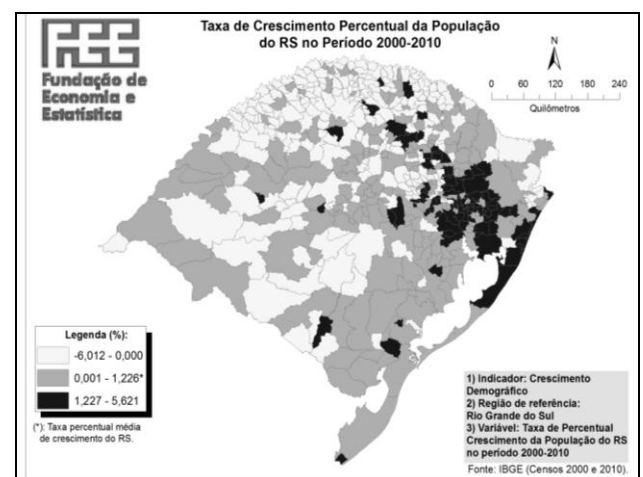 FEE
Fundação de
Economia e
Estatística
Taxa de Crescimento Percentual da População
do RS no Período 2000-2010
N
0 60 120 180 240
Quilômetros
Legenda (%):
-6,012 - 0,000
0,001 - 1,226*
1,227 - 5,621
(*): Taxa percentual média
de crescimento do RS.
1) Indicador: Crescimento
Demográfico
2) Região de referência:
Rio Grande do Sul
3) Variável: Taxa de Percentual
Crescimento da População do RS
no período 2000-2010
Fonte: IBGE (Censos 2000 e 2010).